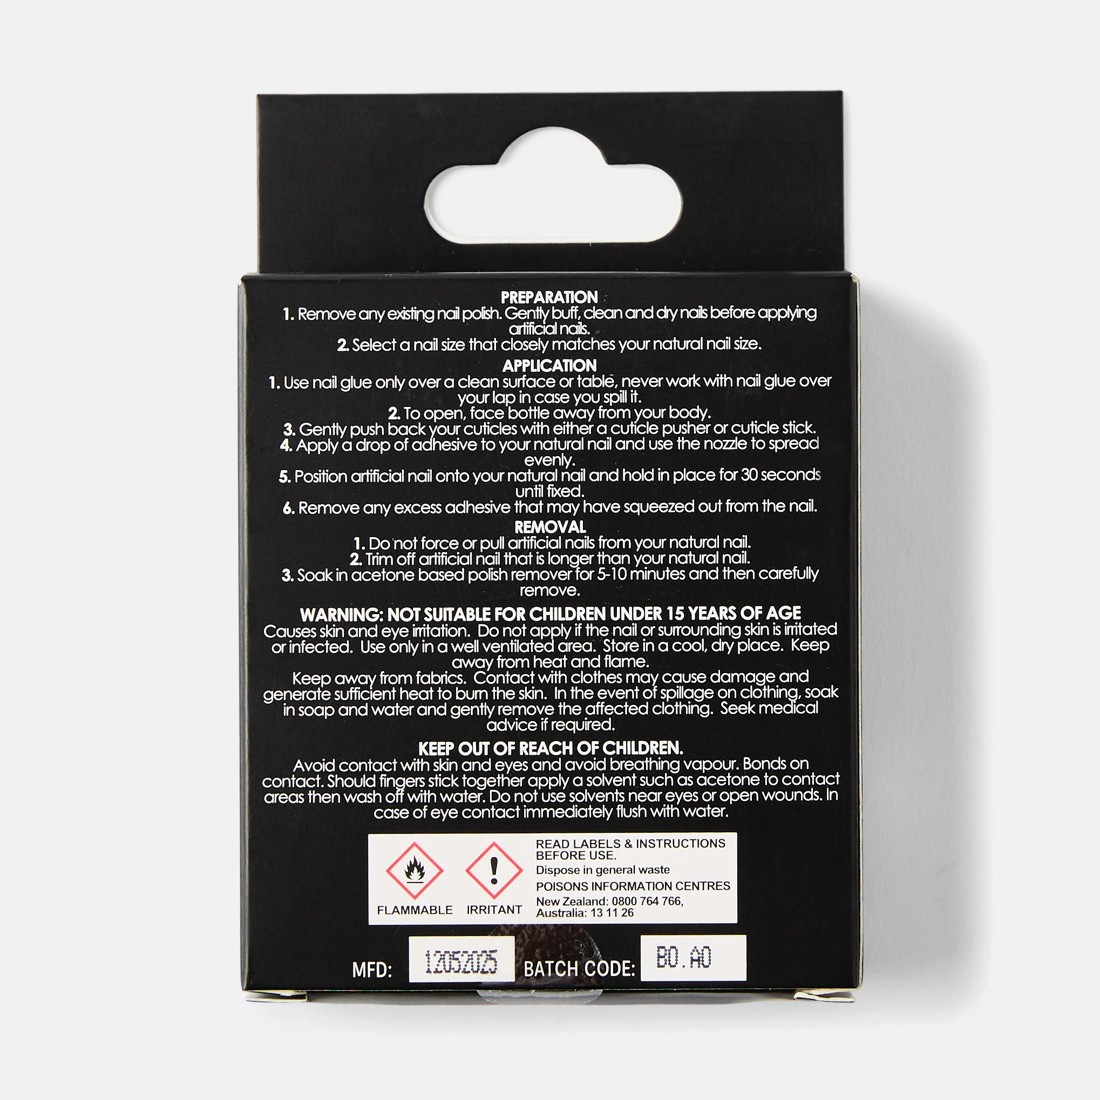 PREPARATION
1. Remove any existing nail polish. Gently buff, clean and dry nails before applying
artificial nails.
2. Select a nail size that closely matches your natural nail size.
APPLICATION
1. Use nail glue only over a clean surface or table, never work with nail glue over
your lap in case you spill it.
2. To open, face bottle away from your body.
3. Gently push back your cuticles with either a cuticle pusher or cuticle stick.
4. Apply a drop of adhesive to your natural nail and use the nozzle to spread
evenly.
5. Position artificial nail onto your natural nail and hold in place for 30 seconds
until fixed.
6. Remove any excess adhesive that may have squeezed out from the nail.
REMOVAL
1. Do not force or pull artificial nails from your natural nail.
2. Trim off artificial nail that is longer than your natural nail.
3. Soak in acetone based polish remover for 5-10 minutes and then carefully
remove.
WARNING: NOT SUITABLE FOR CHILDREN UNDER 15 YEARS OF AGE
Causes skin and eye irritation. Do not apply if the nail or surrounding skin is irritated
or infected. Use only in a well ventilated area. Store in a cool, dry place. Keep
away from heat and flame.
Keep away from fabrics. Contact with clothes may cause damage and
generate sufficient heat to burn the skin. In the event of spillage on clothing, soak
in soap and water and gently remove the affected clothing. Seek medical
advice if required.
KEEP OUT OF REACH OF CHILDREN.
Avoid contact with skin and eyes and avoid breathing vapour. Bonds on
contact. Should fingers stick together apply a solvent such as acetone to contact
areas then wash off with water. Do not use solvents near eyes or open wounds. In
case of eye contact immediately flush with water.
READ LABELS & INSTRUCTIONS
BEFORE USE.
Dispose in general waste
POISONS INFORMATION CENTRES
New Zealand: 0800 764 766,
Australia: 13 11 26
FLAMMABLE IRRITANT
MFD: 12052025 BATCH CODE: BO.AO